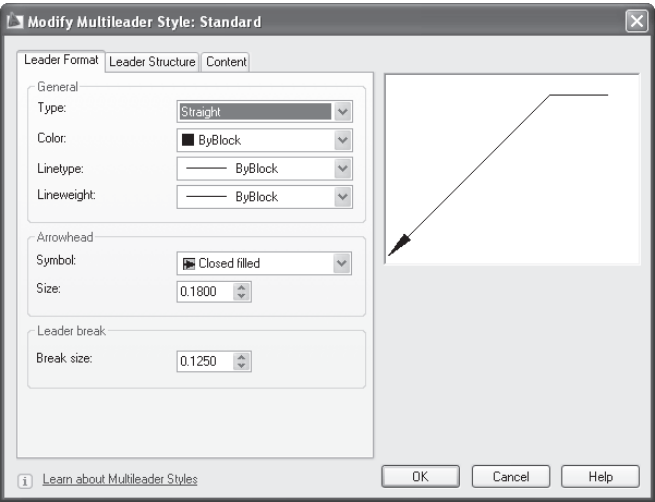 Modify Multileader Style: Standard
Leader Format Leader Structure Content
General
Type: Straight
Color: ByBlock
Linetype: ByBlock
Lineweight: ByBlock
Arrowhead
Symbol: Closed filled
Size: 0.1800
Leader break
Break size: 0.1250
Learn about Multileader Styles
OK Cancel Help